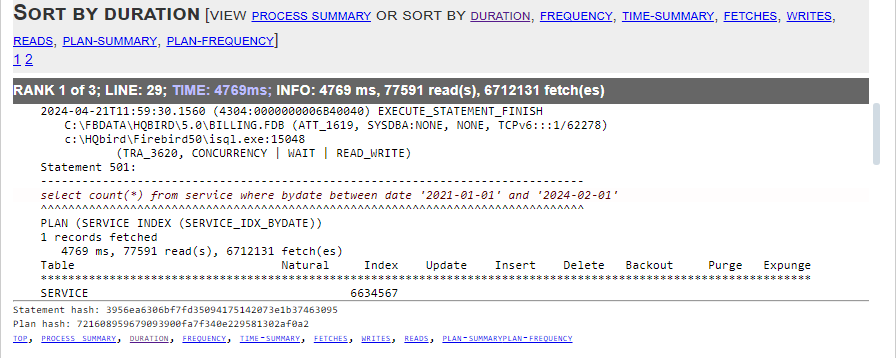 SORT BY DURATION [VIEW PROCESS SUMMARY OR SORT BY DURATION, FREQUENCY, TIME-SUMMARY, FETCHES, WRITES,
READS, PLAN-SUMMARY, PLAN-FREQUENCY]
1 2
RANK 1 of 3; LINE: 29; TIME: 4769ms; INFO: 4769 ms, 77591 read(s), 6712131 fetch(es)
2024-04-21T11:59:30.1560 (4304:0000000006B40040) EXECUTE_STATEMENT_FINISH
C:\FBDATA\HQBIRD\5.0\BILLING.FDB (ATT_1619, SYSDBA:NONE, NONE, TCPv6:::1/62278)
c:\HQbird\Firebird50\isql.exe:15048
(TRA_3620, CONCURRENCY | WAIT | READ_WRITE)
Statement 501:
-------------------------------------------------------------------------------
select count(*) from service where bydate between date '2021-01-01' and '2024-02-01'
^^^^^^^^^^^^^^^^^^^^^^^^^^^^^^^^^^^^^^^^^^^^^^^^^^^^^^^^^^^^^^^^^^^^^^^^^^^^^^^
PLAN (SERVICE INDEX (SERVICE_IDX_BYDATE))
1 records fetched
4769 ms, 77591 read(s), 6712131 fetch(es)
Table Natural Index Update Insert Delete Backout Purge Expunge
***************************************************************************************************************
SERVICE 6634567
Statement hash: 3956ea6306bf7fd35094175142073e1b37463095
Plan hash: 721608959679093900fa7f340e229581302af0a2
TOP, PROCESS SUMMARY, DURATION, FREQUENCY, TIME-SUMMARY, FETCHES, WRITES, READS, PLAN-SUMMARYPLAN-FREQUENCY